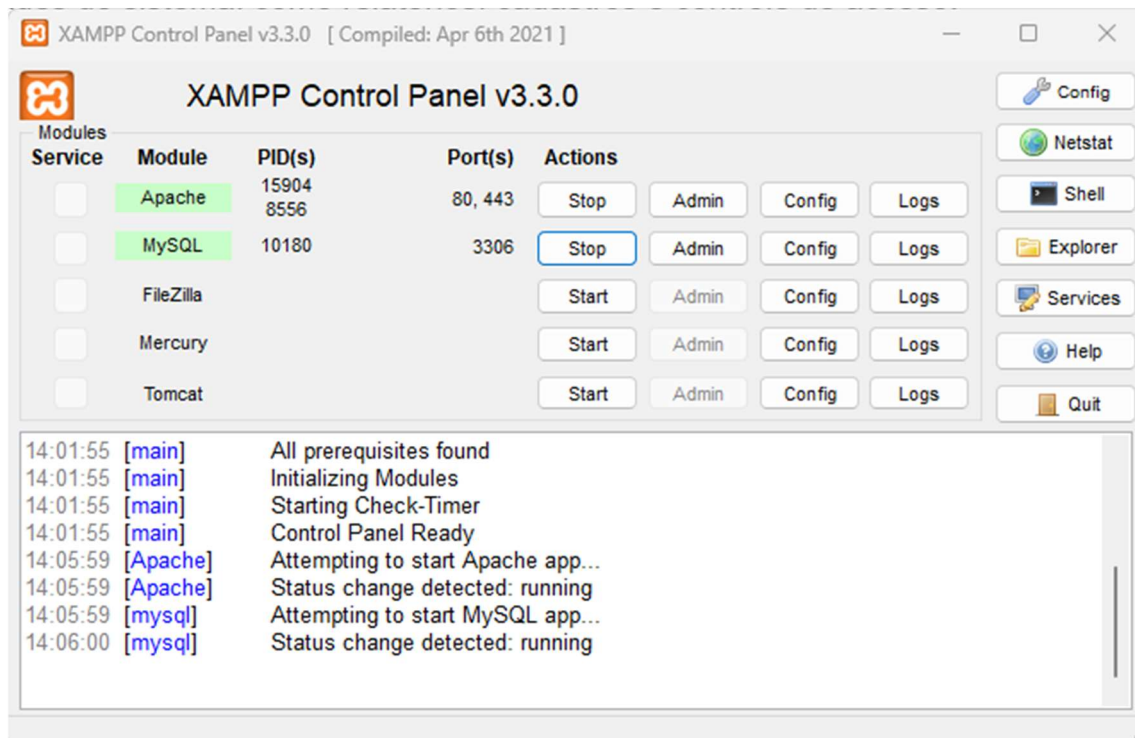 XAMPP Control Panel v3.3.0 [ Compiled: Apr 6th 2021 ]
XAMPP Control Panel v3.3.0
Config
Modules
Netstat
Service Module PID(s) Port(s) Actions
Apache 15904 8556 80, 443 Stop Admin Config Logs
Shell
MySQL 10180 3306 Stop Admin Config Logs
Explorer
FileZilla Start Admin Config Logs
Services
Mercury Start Admin Config Logs
Help
Tomcat Start Admin Config Logs
Quit
14:01:55 [main] All prerequisites found
14:01:55 [main] Initializing Modules
14:01:55 [main] Starting Check-Timer
14:01:55 [main] Control Panel Ready
14:05:59 [Apache] Attempting to start Apache app...
14:05:59 [Apache] Status change detected: running
14:05:59 [mysql] Attempting to start MySQL app...
14:06:00 [mysql] Status change detected: running